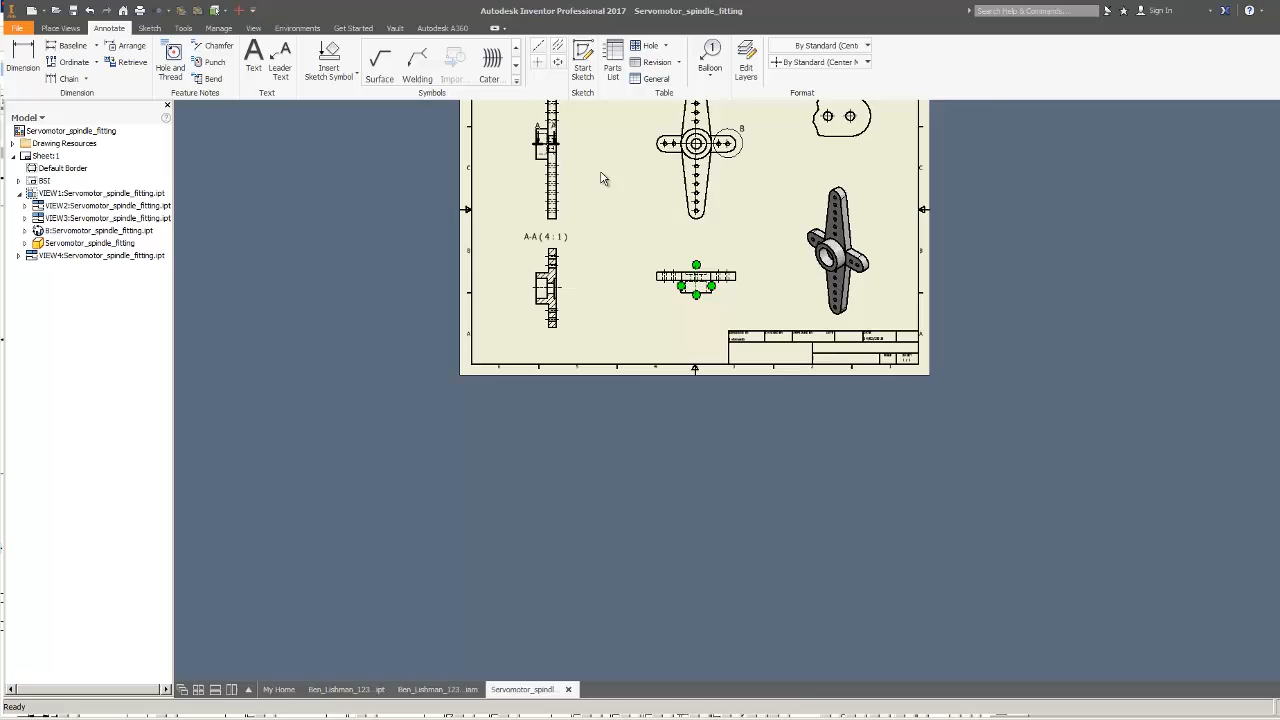 Autodesk Inventor Professional 2017 Servomotor_spindle_fitting
Search Help & Commands...
Sign In
File Place Views Annotate Sketch Tools Manage View Environments Get Started Vault Autodesk A360
Dimension
Baseline
Ordinate
Chain
Arrange
Retrieve
Dimension
Hole and Thread
Chamfer
Punch
Bend
Feature Notes
Text
Leader Text
Text
Insert Sketch Symbol
Surface
Welding
Impor...
Cater...
Symbols
Start Sketch
Sketch
Parts List
Hole
Revision
General
Table
Balloon
Edit Layers
By Standard (Cent
By Standard (Center M
Format
Model
Servomotor_spindle_fitting
Drawing Resources
Sheet:1
Default Border
BSI
VIEW1:Servomotor_spindle_fitting.ipt
VIEW2:Servomotor_spindle_fitting.ipt
VIEW3:Servomotor_spindle_fitting.ipt
B:Servomotor_spindle_fitting.ipt
Servomotor_spindle_fitting
VIEW4:Servomotor_spindle_fitting.ipt
A A
B
C
C
A-A ( 4 : 1 )
B
B
A
A
My Home Ben_Lishman_123...ipt Ben_Lishman_123...iam Servomotor_spindl...
Ready